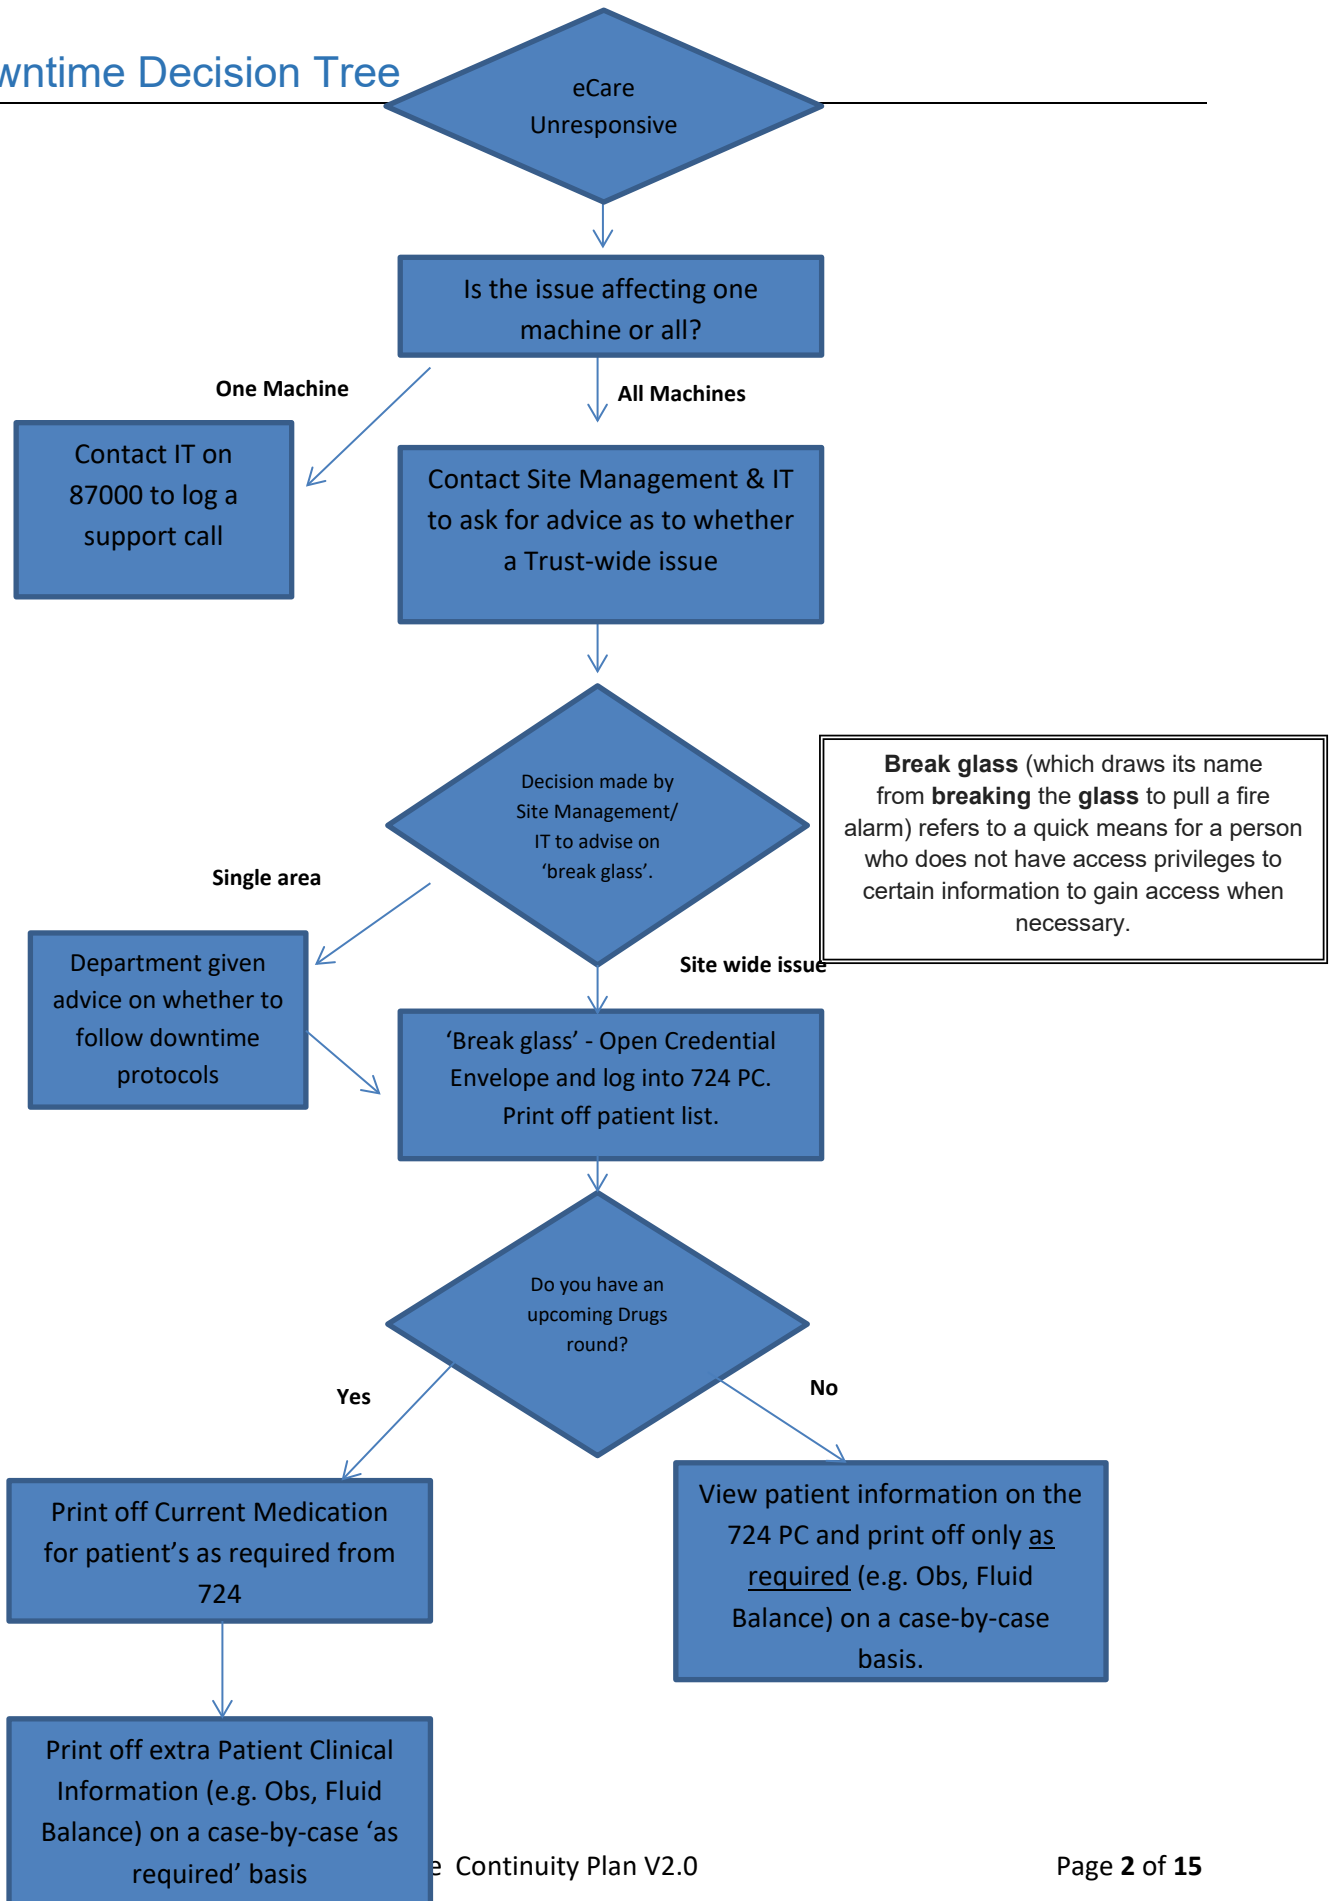 wntime Decision Tree
eCare
Unresponsive
Is the issue affecting one
machine or all?
One Machine
All Machines
Contact IT on
87000 to log a
support call
Contact Site Management & IT
to ask for advice as to whether
a Trust-wide issue
Decision made by
Site Management/
IT to advise on
‘break glass’.
Break glass (which draws its name
from breaking the glass to pull a fire
alarm) refers to a quick means for a person
who does not have access privileges to
certain information to gain access when
necessary.
Single area
Site wide issue
Department given
advice on whether to
follow downtime
protocols
‘Break glass’ - Open Credential
Envelope and log into 724 PC.
Print off patient list.
Do you have an
upcoming Drugs
round?
Yes
No
Print off Current Medication
for patient’s as required from
724
View patient information on the
724 PC and print off only as
required (e.g. Obs, Fluid
Balance) on a case-by-case
basis.
Print off extra Patient Clinical
Information (e.g. Obs, Fluid
Balance) on a case-by-case ‘as
required’ basis
e Continuity Plan V2.0
Page 2 of 15